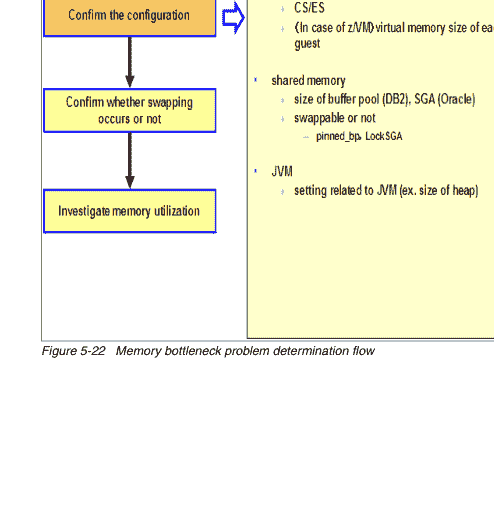 Confirm the configuration
CS/ES
(In case of z/VM)virtual memory size of ea
guest
shared memory
size of buffer pool (DB2), SGA (Oracle)
swappable or not
pinned_bp, LockSGA
Confirm whether swapping
occurs or not
JVM
setting related to JVM (ex. size of heap)
Investigate memory utilization
Figure 5-22 Memory bottleneck problem determination flow